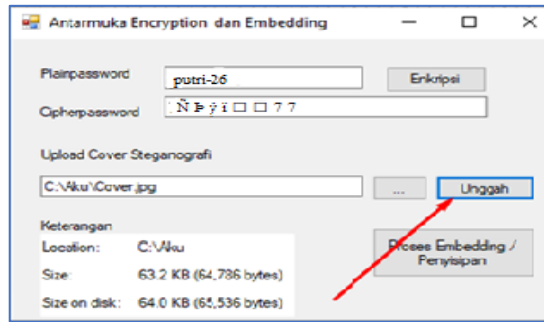 Antarmuka Encryption dan Embedding
Plainpassword putri-26 Enkripsi
Cipherpassword Ñ Þ ÿ ï □ □ 7 7
Upload Cover Steganografi
C:\Aku\Cover.jpg ... Unggah
Keterangan
Location: C:\Aku
Size: 63.2 KB (64,786 bytes)
Size on disk: 64.0 KB (65,536 bytes)
Proses Embedding /
Penyisipan